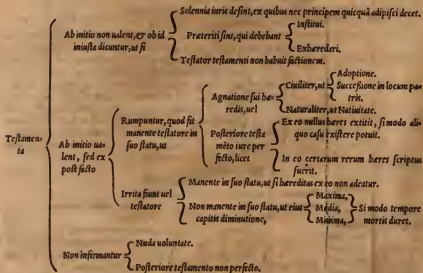 Solennia iuris desint, ex quibus nec principem quicquã adipisci decet.
Ab initio non ualent, & ob id
iniusta dicuntur, ut si
Præteriti sint, qui debebant
Institui.
Exhæredari.
Testator testamenti non habuit factionem.
Testamen-
ta
Ab initio ua-
lent, sed ex
post facto
Rumpuntur, quod fit
manente testatore in
suo statu, ut
Agnatione sui hæ-
redis, uel
Ciuiliter, ut
Adoptione.
Successione in locum pa-
tris.
Naturaliter, ut Natiuitate.
Posteriore testa
mẽto iure per
fecto, licet
Ex eo nullus hæres extitit, si modo ali
quo casu existere potuit.
In eo certarum rerum hæres scriptus
fuerit.
Irrita fiunt uel
testatore
Manente in suo statu, ut si hæreditas ex eo non adeatur.
Non manente in suo statu, ut eius
capitis diminutione,
Maxima,
Media,
Minima,
Si modo tempore
mortis duret.
Non infirmantur
Nuda uoluntate.
Posteriore testamento non perfecto.